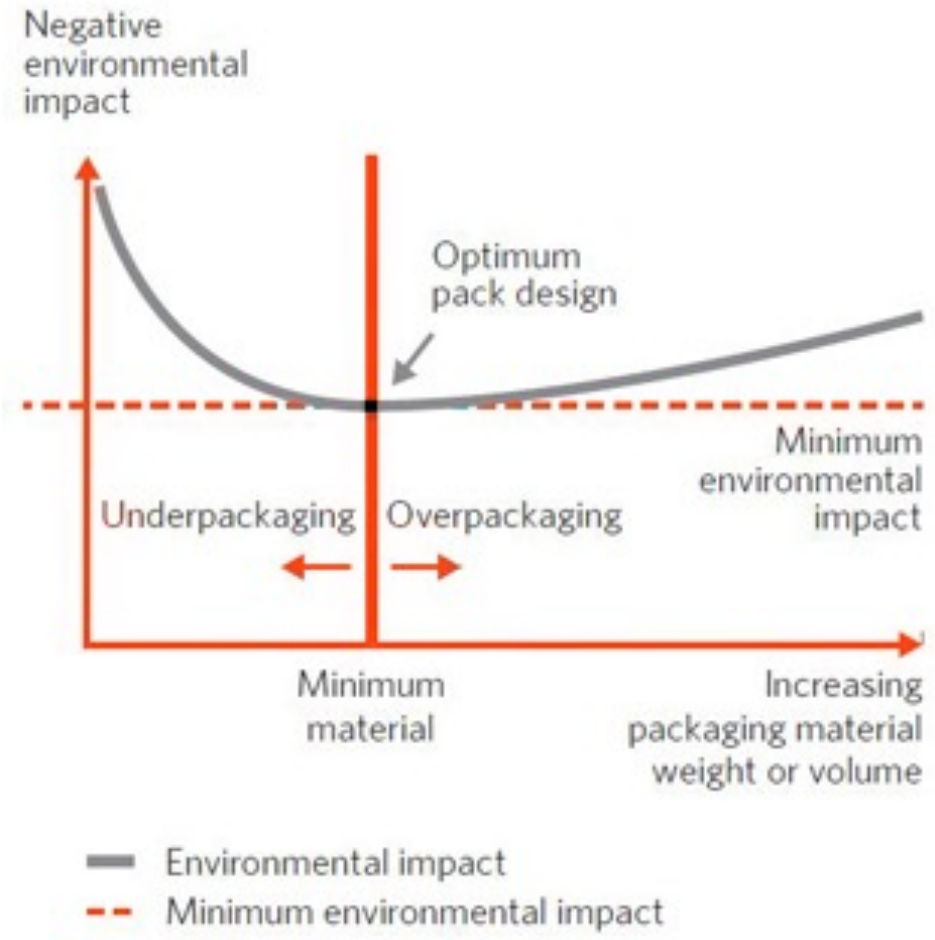 Negative
environmental
impact
Optimum
pack design
Minimum
environmental
impact
Underpackaging
Overpackaging
Minimum
material
Increasing
packaging material
weight or volume
Environmental impact
Minimum environmental impact